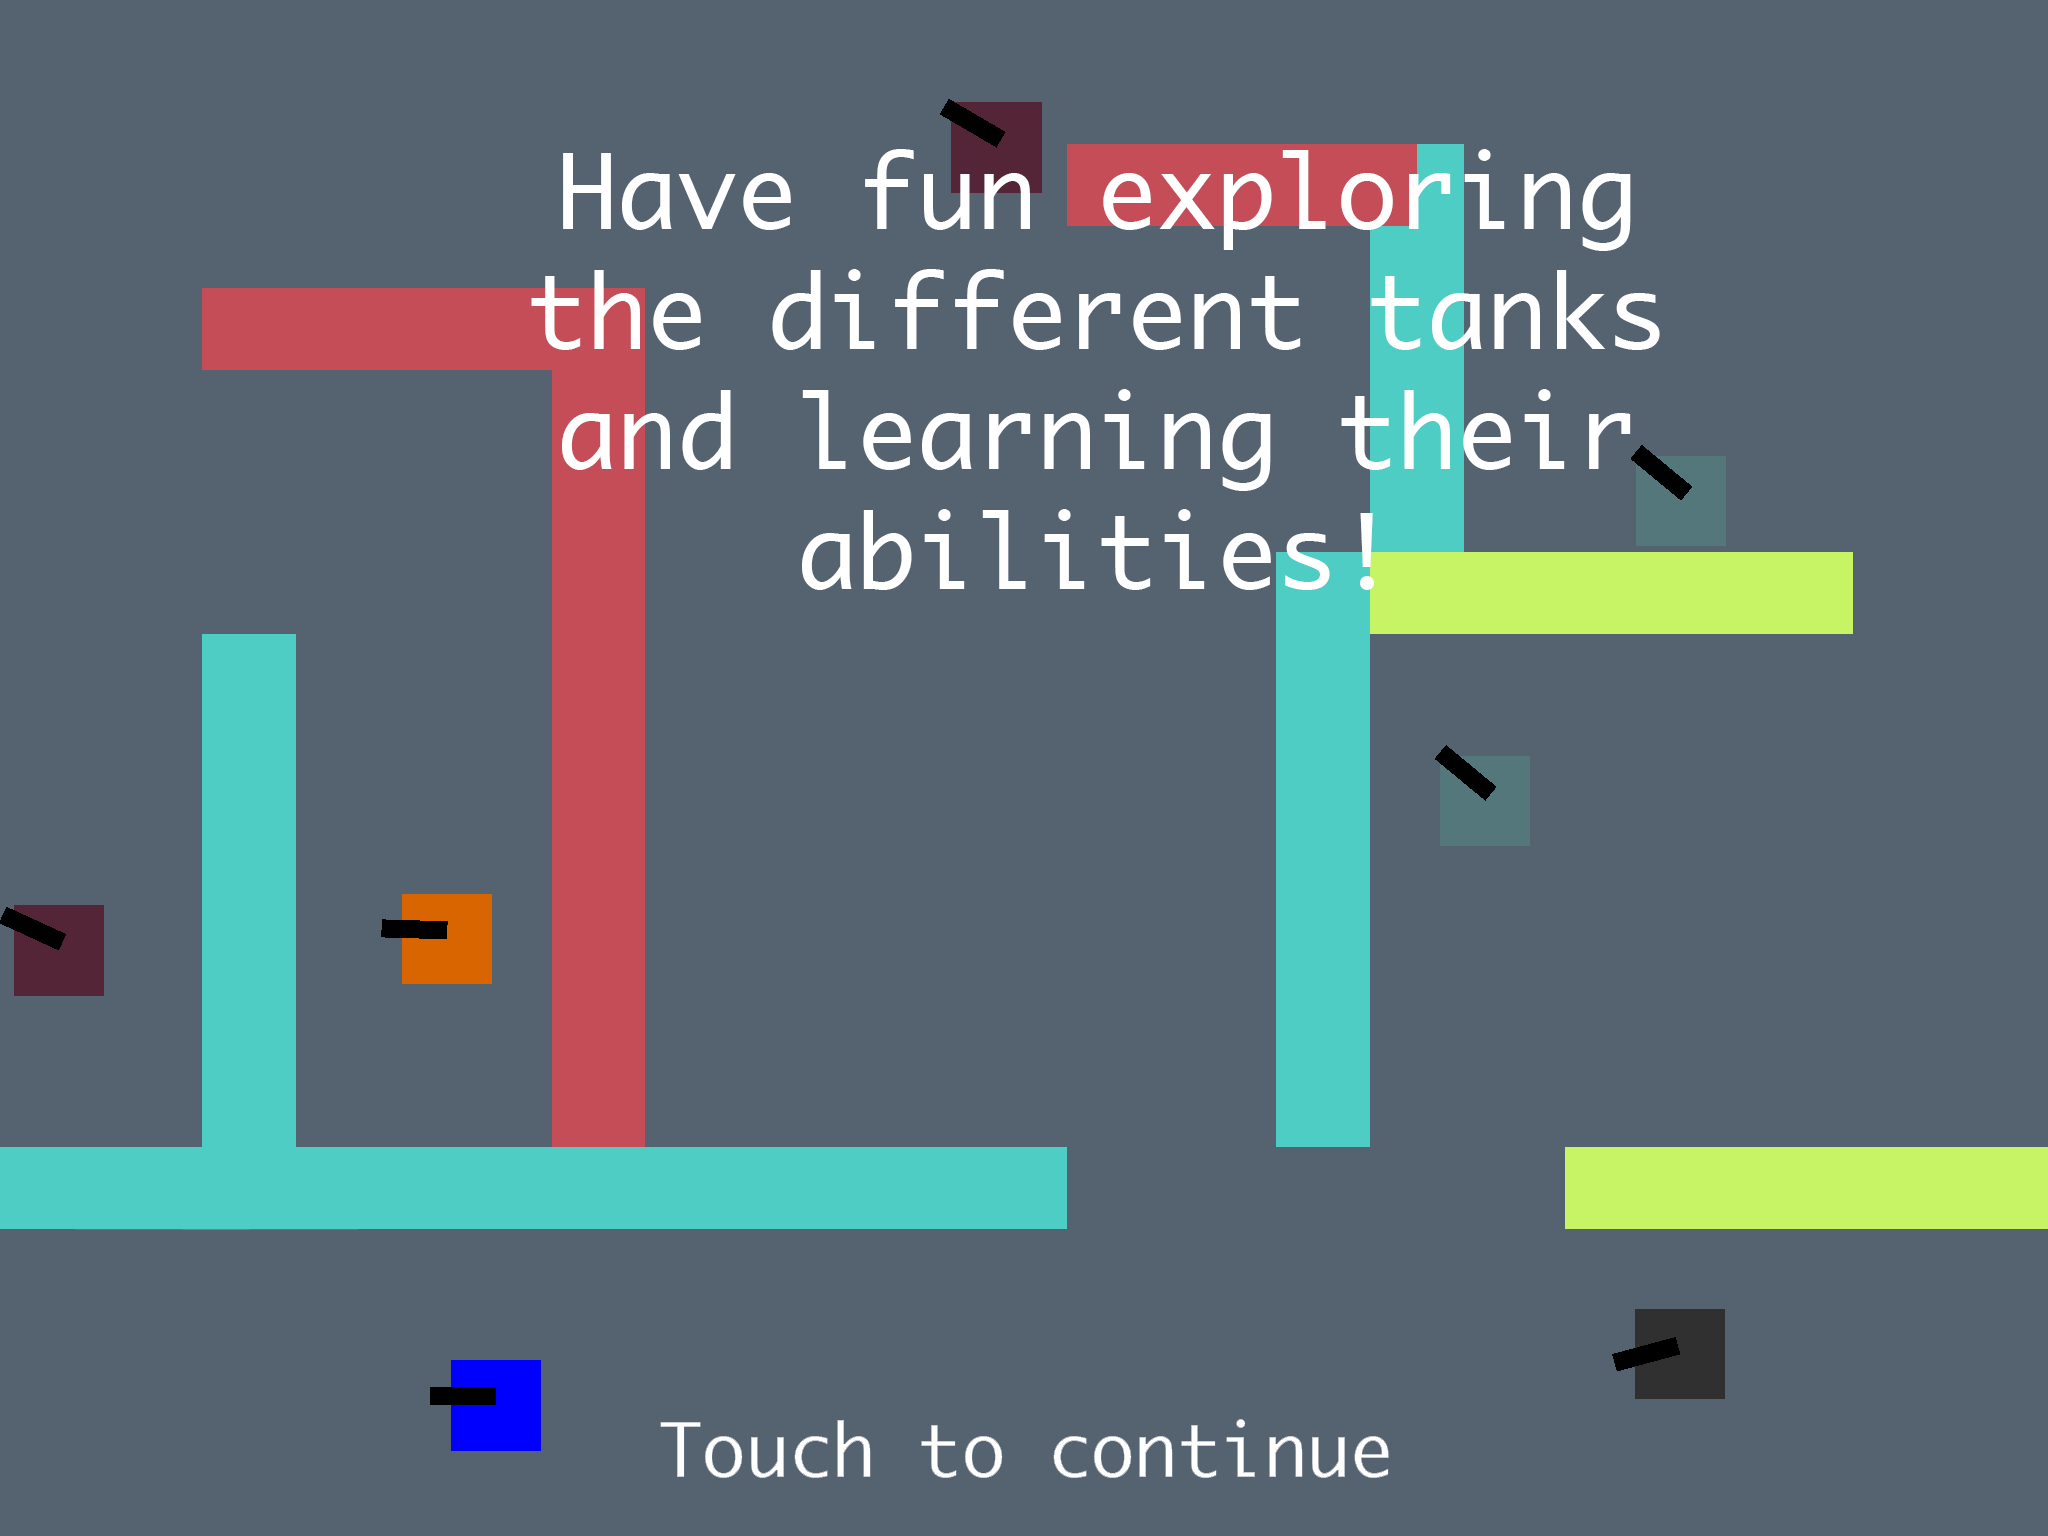 Have fun exploring
the different tanks
and learning their
abilities!
Touch to continue